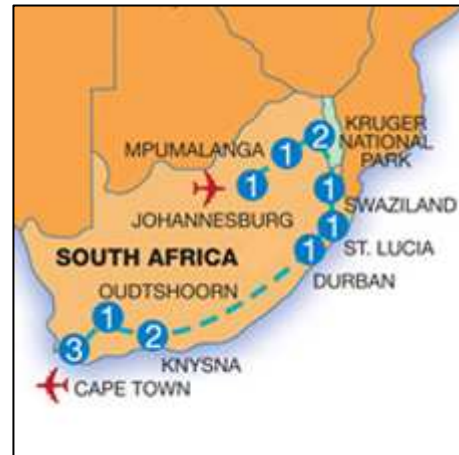 KRUGER
NATIONAL
PARK
MPUMALANGA
1
2
1
1
JOHANNESBURG
SWAZILAND
1
ST. LUCIA
SOUTH AFRICA
1
DURBAN
OUDTSHOORN
1
2
3
KNYSNA
CAPE TOWN